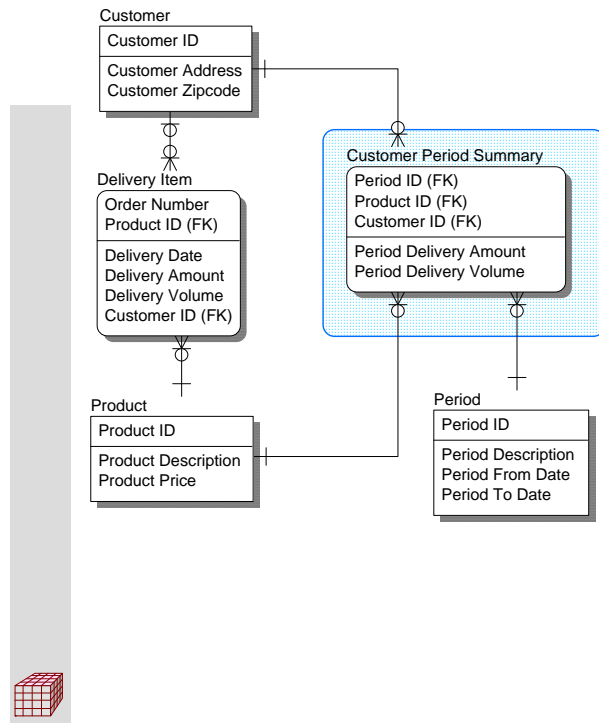 Customer
Customer ID
Customer Address
Customer Zipcode
Delivery Item
Order Number
Product ID (FK)
Delivery Date
Delivery Amount
Delivery Volume
Customer ID (FK)
Customer Period Summary
Period ID (FK)
Product ID (FK)
Customer ID (FK)
Period Delivery Amount
Period Delivery Volume
Product
Product ID
Product Description
Product Price
Period
Period ID
Period Description
Period From Date
Period To Date